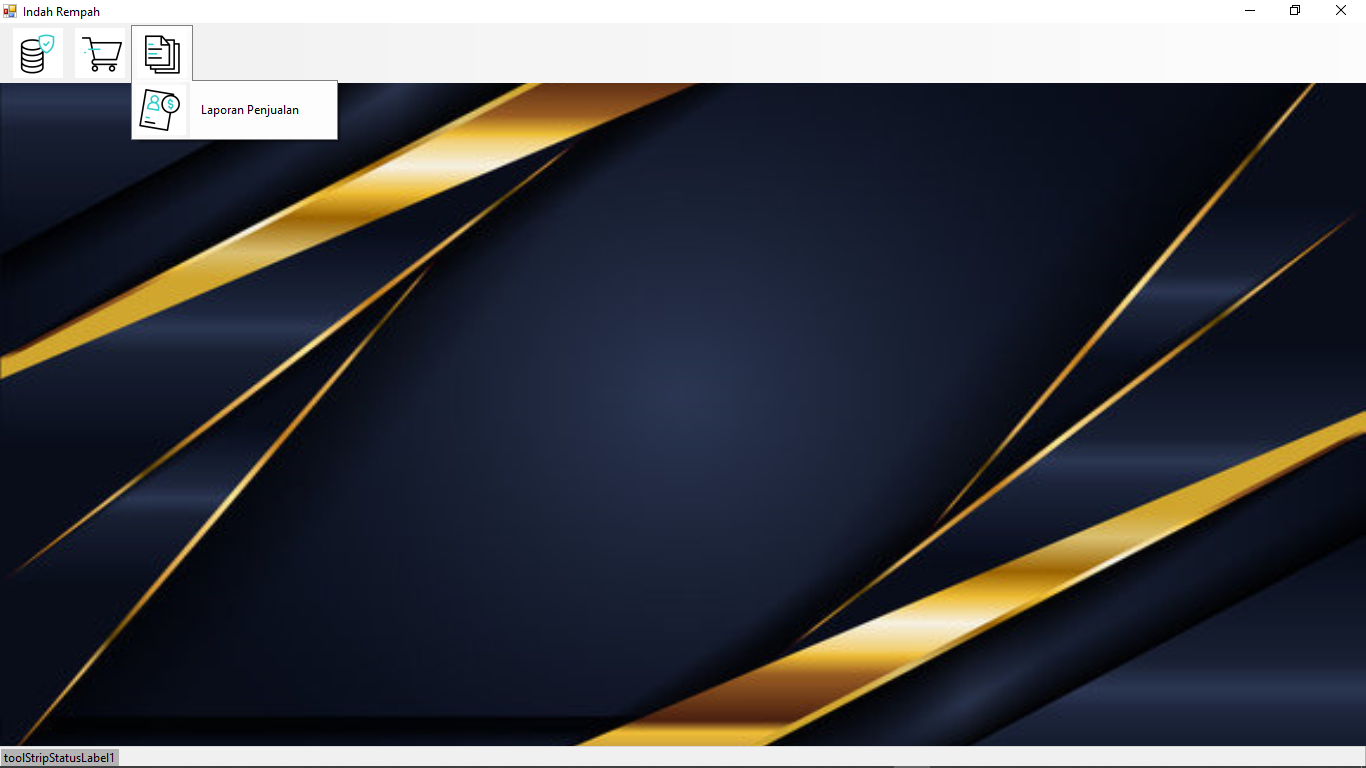 Indah Rempah
Laporan Penjualan
toolStripStatusLabel1